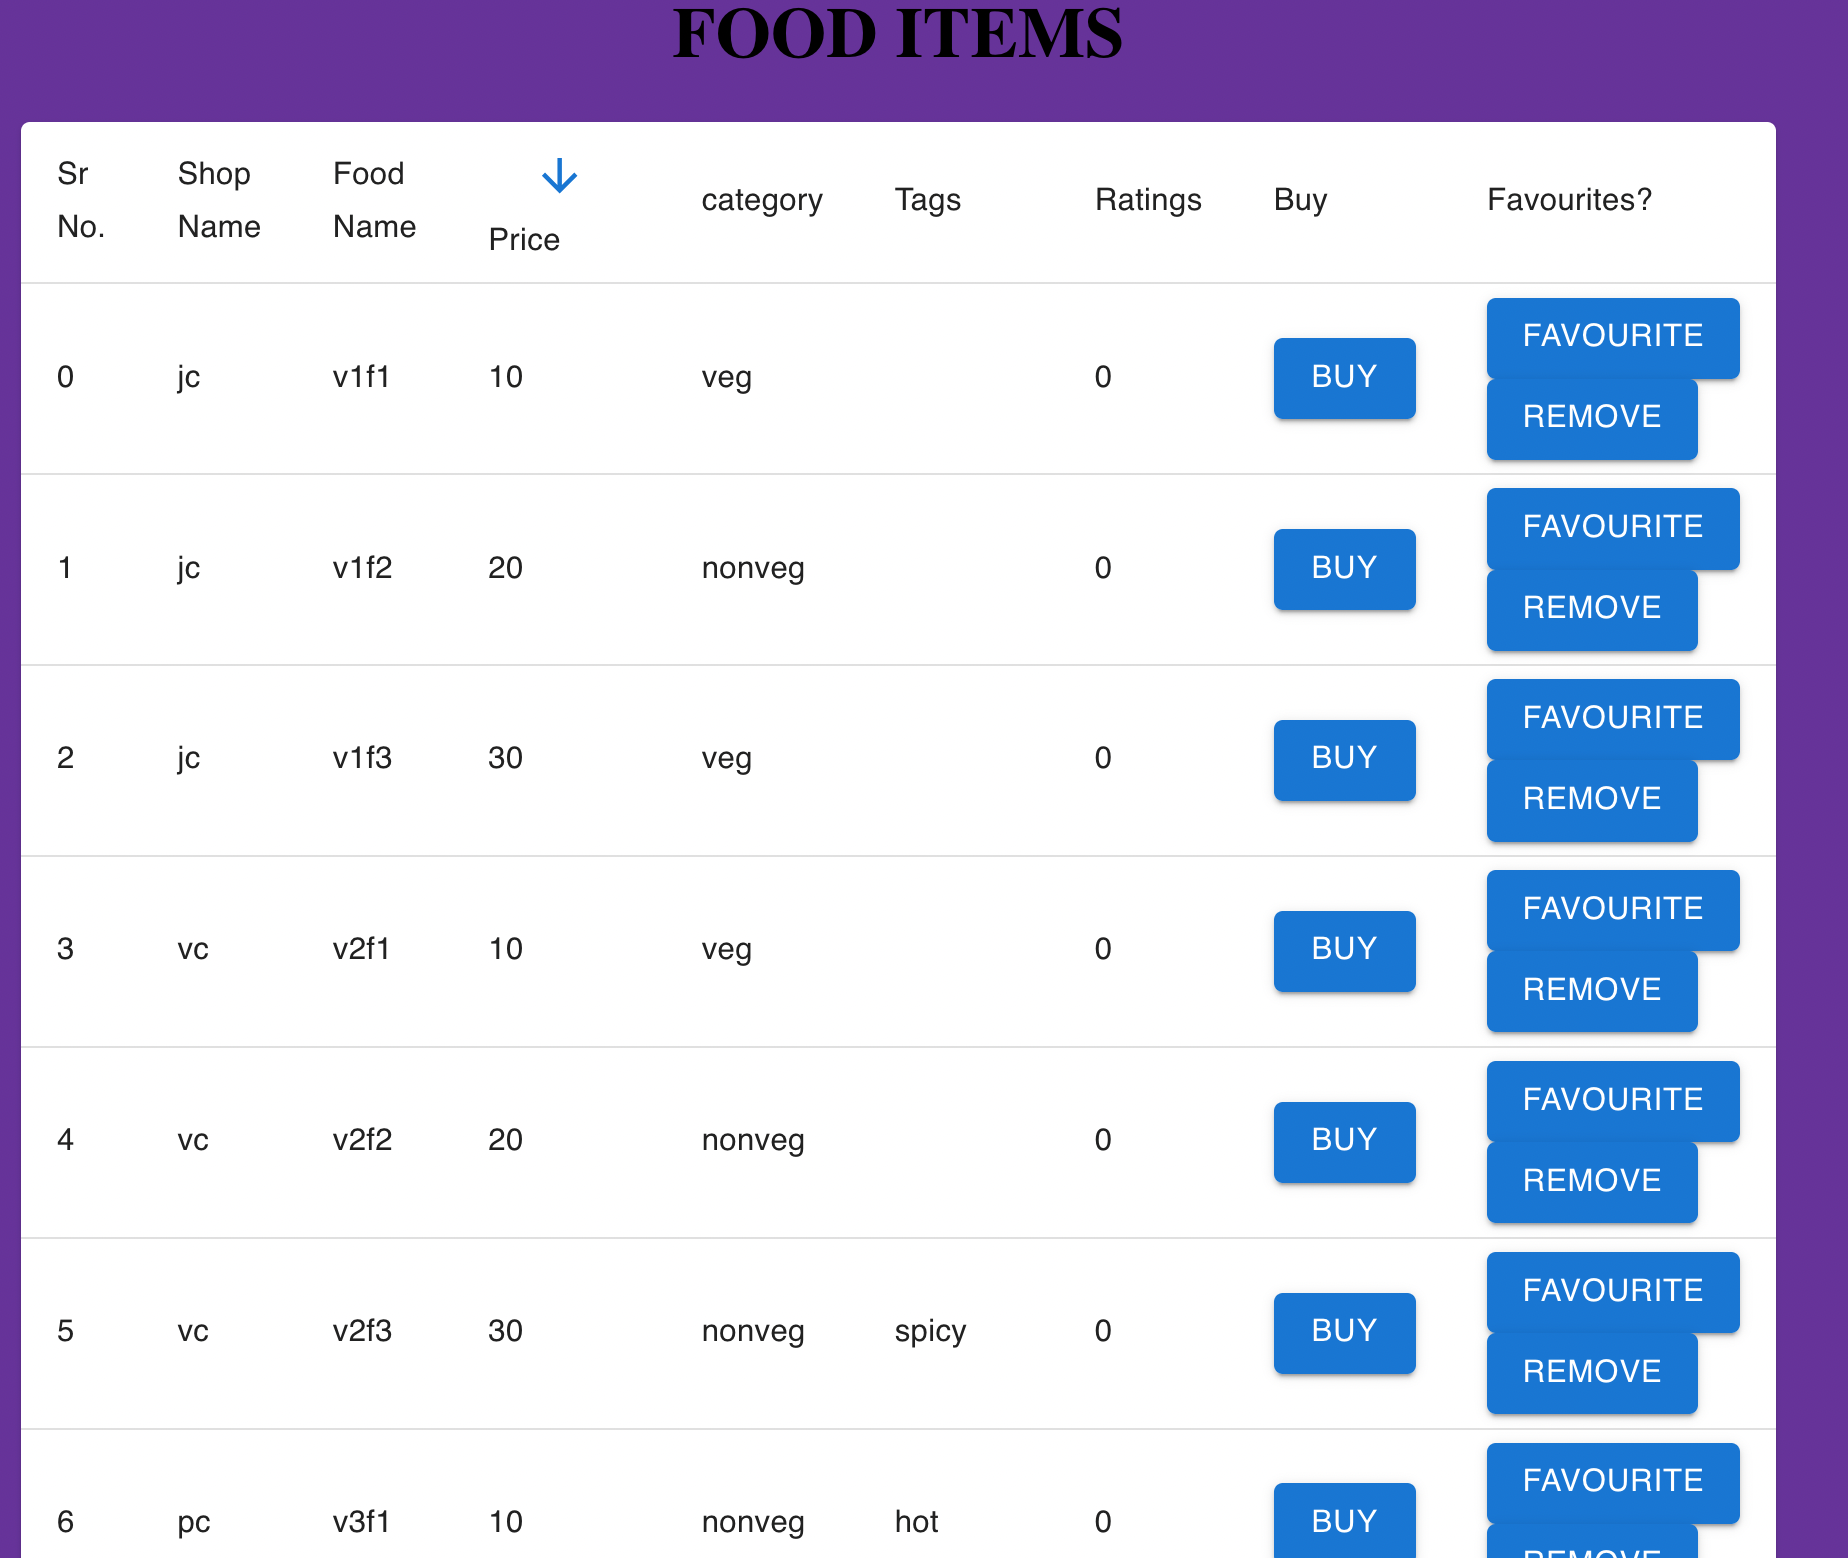 FOOD ITEMS
Sr No. Shop Name Food Name Price category Tags Ratings Buy Favourites?
0 jc v1f1 10 veg 0 BUY FAVOURITE REMOVE
1 jc v1f2 20 nonveg 0 BUY FAVOURITE REMOVE
2 jc v1f3 30 veg 0 BUY FAVOURITE REMOVE
3 vc v2f1 10 veg 0 BUY FAVOURITE REMOVE
4 vc v2f2 20 nonveg 0 BUY FAVOURITE REMOVE
5 vc v2f3 30 nonveg spicy 0 BUY FAVOURITE REMOVE
6 pc v3f1 10 nonveg hot 0 BUY FAVOURITE REMOVE